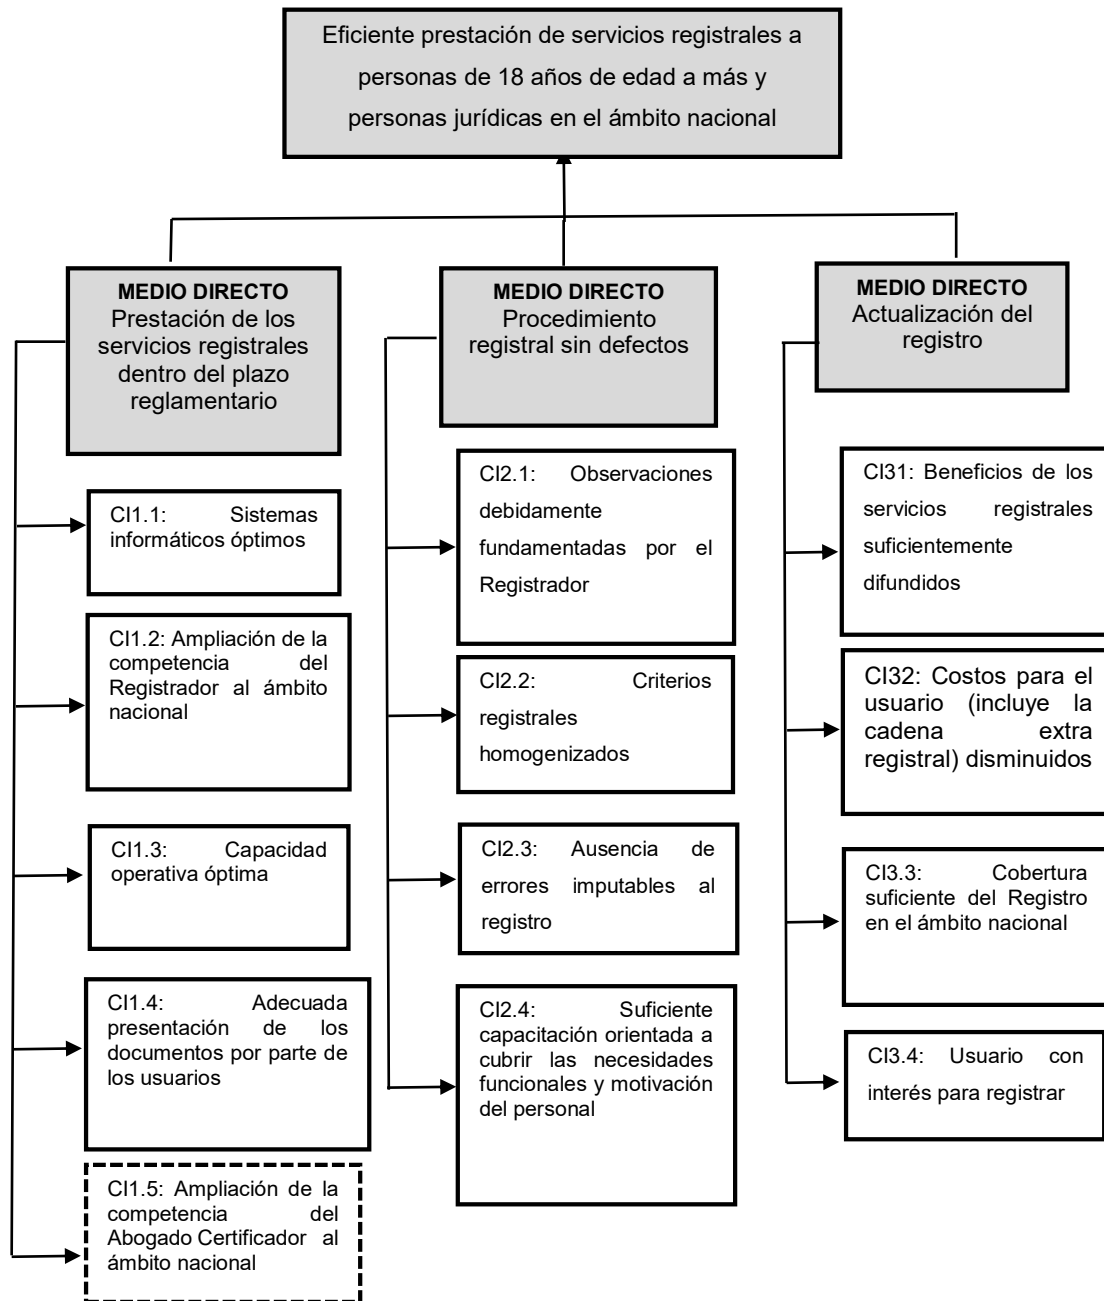 Eficiente prestación de servicios registrales a
personas de 18 años de edad a más y
personas jurídicas en el ámbito nacional
MEDIO DIRECTO
Prestación de los
servicios registrales
dentro del plazo
reglamentario
CI1.1: Sistemas
informáticos óptimos
CI1.2: Ampliación de la
competencia del
Registrador al ámbito
nacional
CI1.3: Capacidad
operativa óptima
CI1.4: Adecuada
presentación de los
documentos por parte de
los usuarios
CI1.5: Ampliación de la
competencia del
Abogado Certificador al
ámbito nacional
MEDIO DIRECTO
Procedimiento
registral sin defectos
CI2.1: Observaciones
debidamente
fundamentadas por el
Registrador
CI2.2: Criterios
registrales
homogenizados
CI2.3: Ausencia de
errores imputables al
registro
CI2.4: Suficiente
capacitación orientada a
cubrir las necesidades
funcionales y motivación
del personal
MEDIO DIRECTO
Actualización del
registro
CI31: Beneficios de los
servicios registrales
suficientemente
difundidos
CI32: Costos para el
usuario (incluye la
cadena extra
registral) disminuidos
CI3.3: Cobertura
suficiente del Registro
en el ámbito nacional
CI3.4: Usuario con
interés para registrar